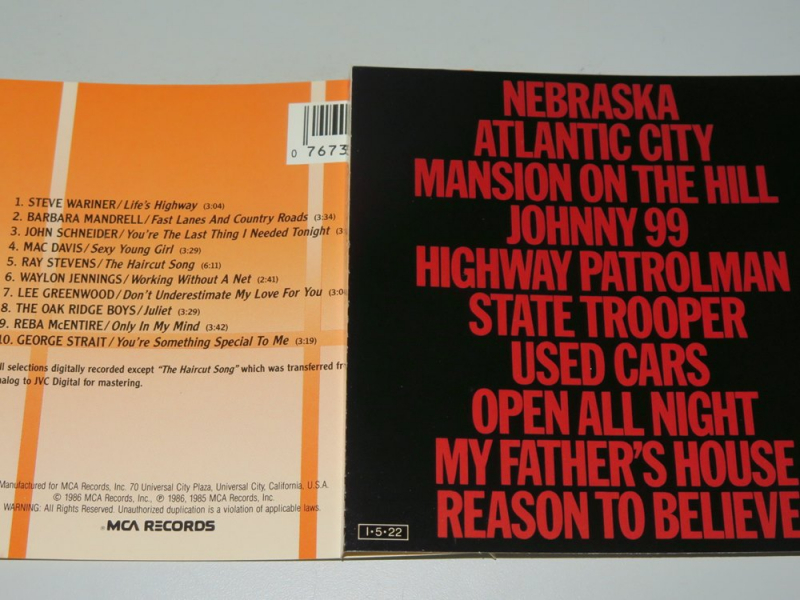 0 7673
1. STEVE WARINER/Life's Highway (3:04)
2. BARBARA MANDRELL/Fast Lanes And Country Roads (3:34)
3. JOHN SCHNEIDER/You're The Last Thing I Needed Tonight (3:
4. MAC DAVIS/Sexy Young Girl (3:29)
5. RAY STEVENS/The Haircut Song (6:11)
6. WAYLON JENNINGS/Working Without A Net (2:41)
7. LEE GREENWOOD/Don't Underestimate My Love For You (3:0
8. THE OAK RIDGE BOYS/Juliet (3:29)
9. REBA McENTIRE/Only In My Mind (3:42)
10. GEORGE STRAIT/You're Something Special To Me (3:19)
ll selections digitally recorded except "The Haircut Song" which was transferred fr
nalog to JVC Digital for mastering.
Manufactured for MCA Records, Inc. 70 University City Plaza, Universal City, California, U.S.A.
© 1986 MCA Records, Inc., ℗ 1986, 1985 MCA Records, Inc.
WARNING: All Rights Reserved. Unauthorized duplication is a violation of applicable laws.
MCA RECORDS
NEBRASKA
ATLANTIC CITY
MANSION ON THE HILL
JOHNNY 99
HIGHWAY PATROLMAN
STATE TROOPER
USED CARS
OPEN ALL NIGHT
MY FATHER'S HOUSE
REASON TO BELIEVE
1·5·22